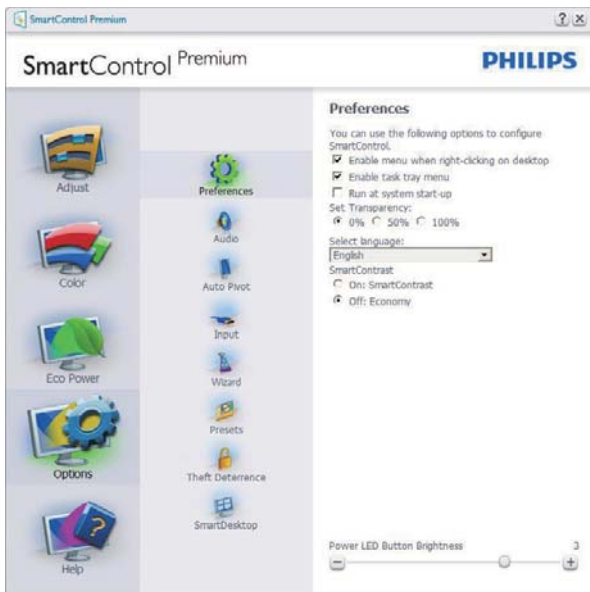 SmartControl Premium
? x
SmartControl Premium
PHILIPS
Adjust
Color
Eco Power
Options
?
Help
Preferences
Audio
Auto Pivot
Input
Wizard
Presets
Theft Deterrence
SmartDesktop
Preferences
You can use the following options to configure
SmartControl.
Enable menu when right-clicking on desktop
Enable task tray menu
Run at system start-up
Set Transparency:
0% 50% 100%
Select language:
English
SmartContrast
On: SmartContrast
Off: Economy
Power LED Button Brightness 3